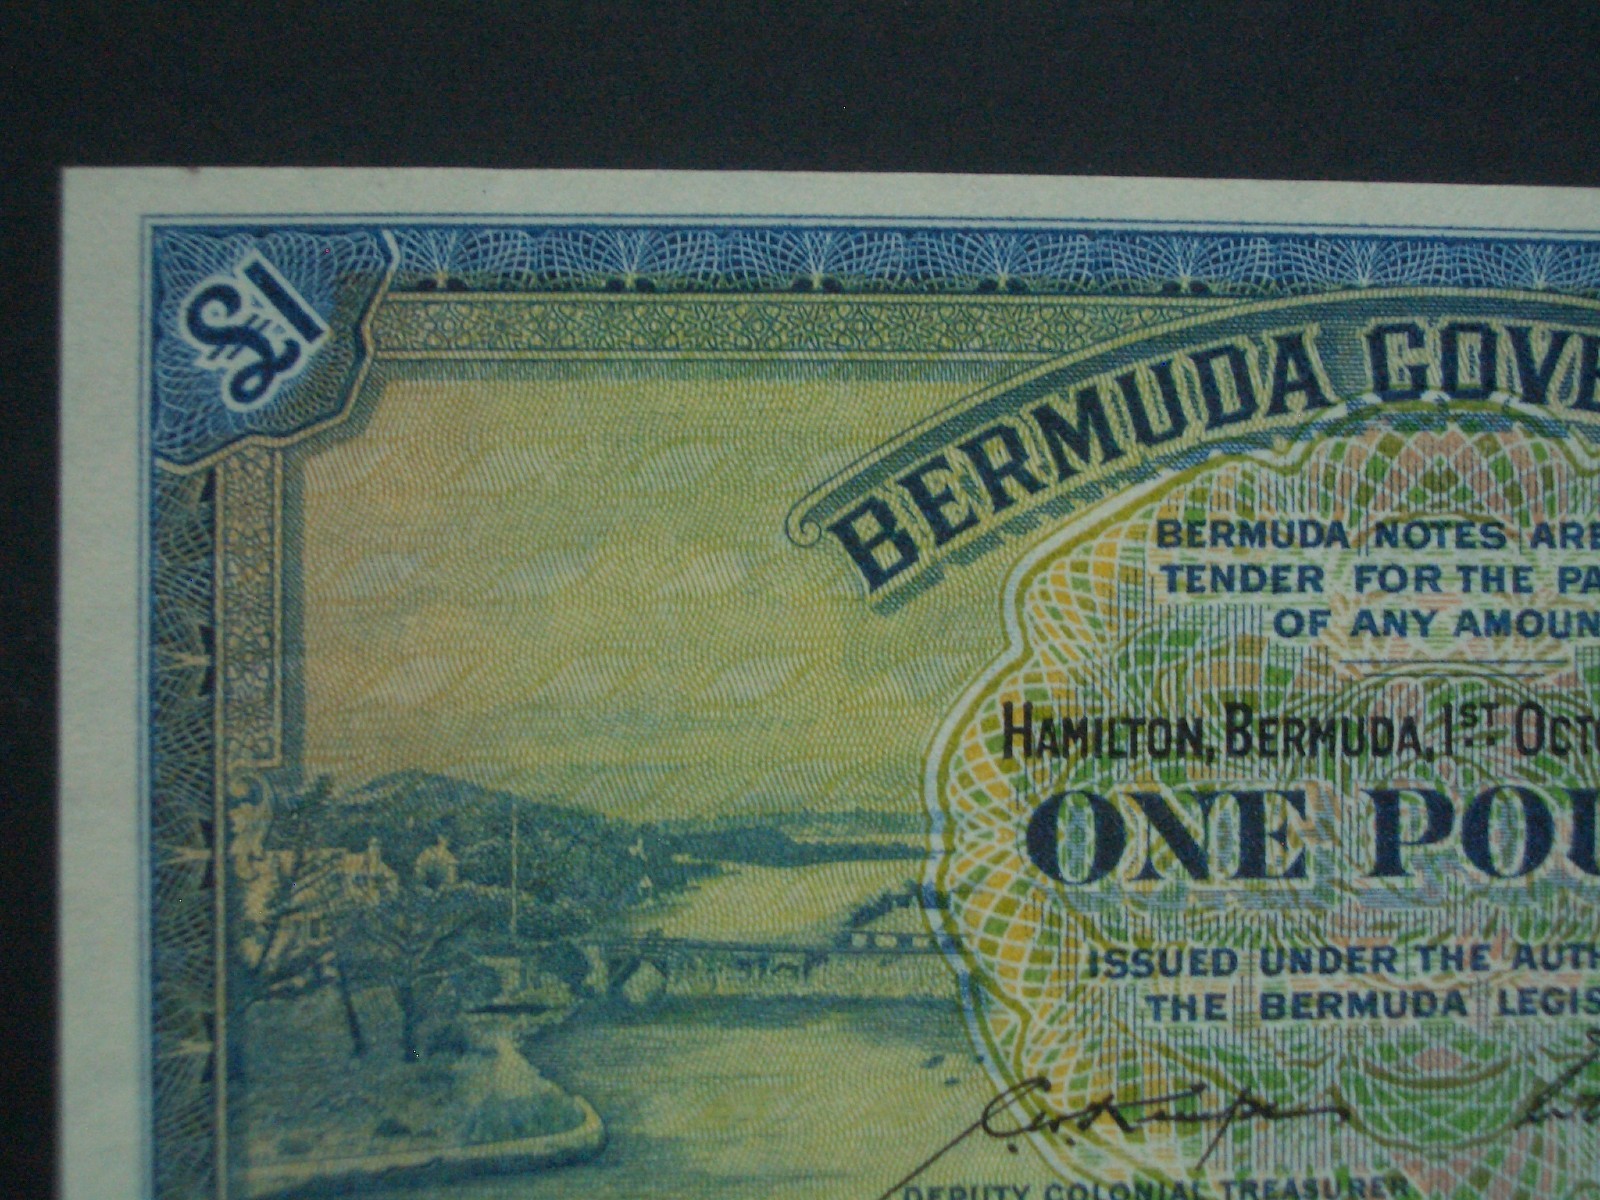 £1
BERMUDA GOVE
BERMUDA NOTES ARE
TENDER FOR THE PA
OF ANY AMOUN
HAMILTON, BERMUDA, 1ST. OCTO
ONE POU
ISSUED UNDER THE AUTH
THE BERMUDA LEGIS
DEPUTY COLONIAL TREASURER